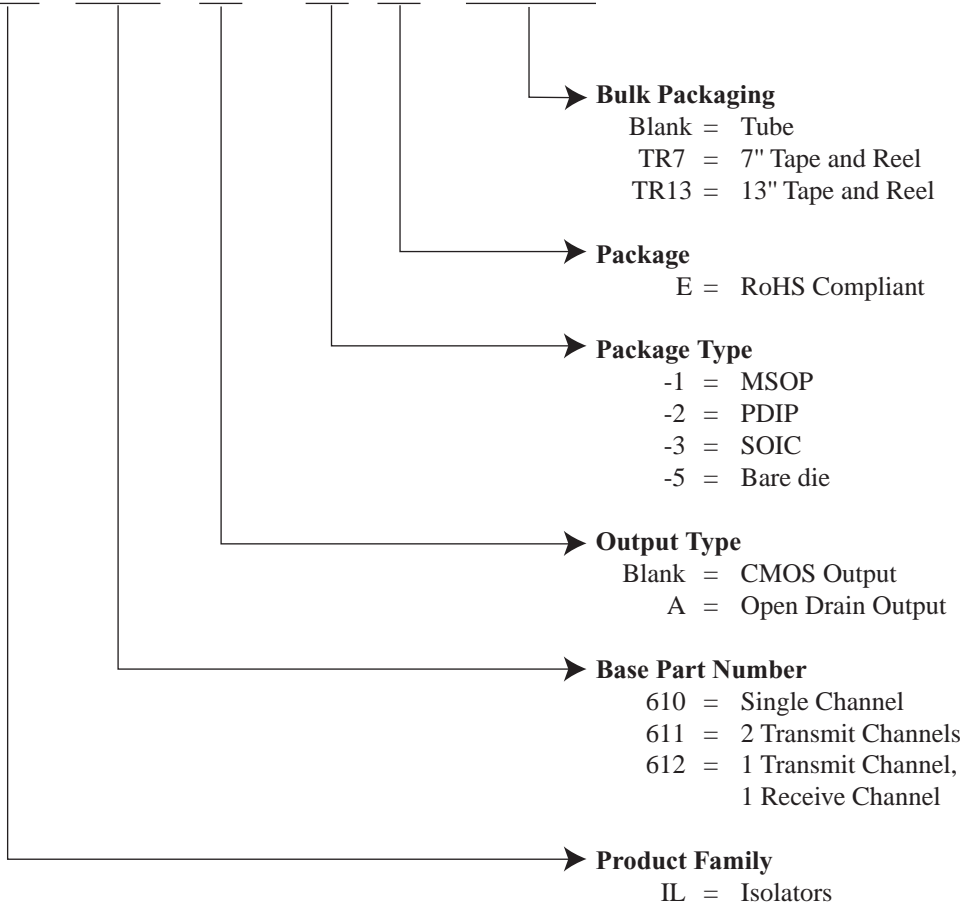 Bulk Packaging
Blank = Tube
TR7 = 7" Tape and Reel
TR13 = 13" Tape and Reel
Package
E = RoHS Compliant
Package Type
-1 = MSOP
-2 = PDIP
-3 = SOIC
-5 = Bare die
Output Type
Blank = CMOS Output
A = Open Drain Output
Base Part Number
610 = Single Channel
611 = 2 Transmit Channels
612 = 1 Transmit Channel,
1 Receive Channel
Product Family
IL = Isolators